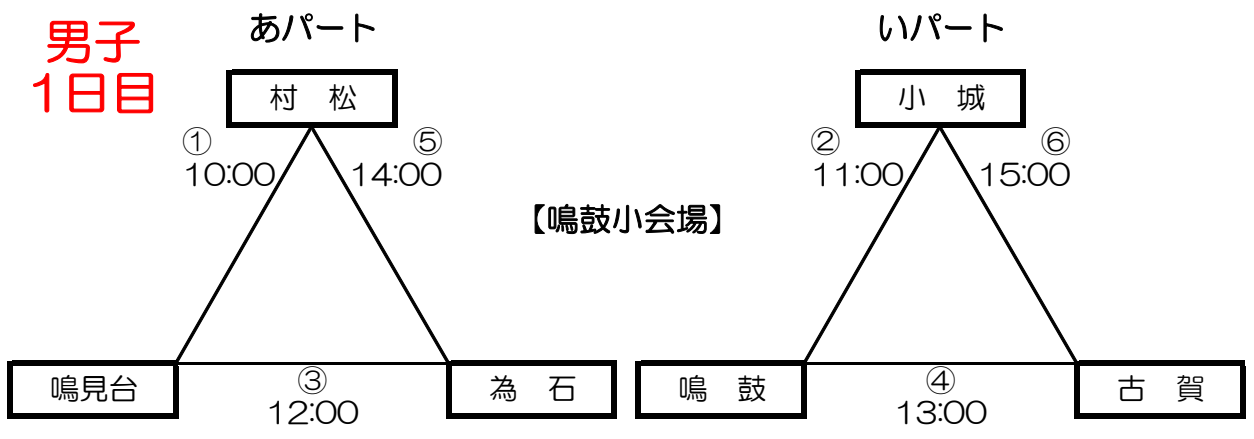 男子
1日目
あパート
村　松
①
10:00
⑤
14:00
鳴見台
③
12:00
為　石
【鳴鼓小会場】
いパート
小　城
②
11:00
⑥
15:00
鳴　鼓
④
13:00
古　賀